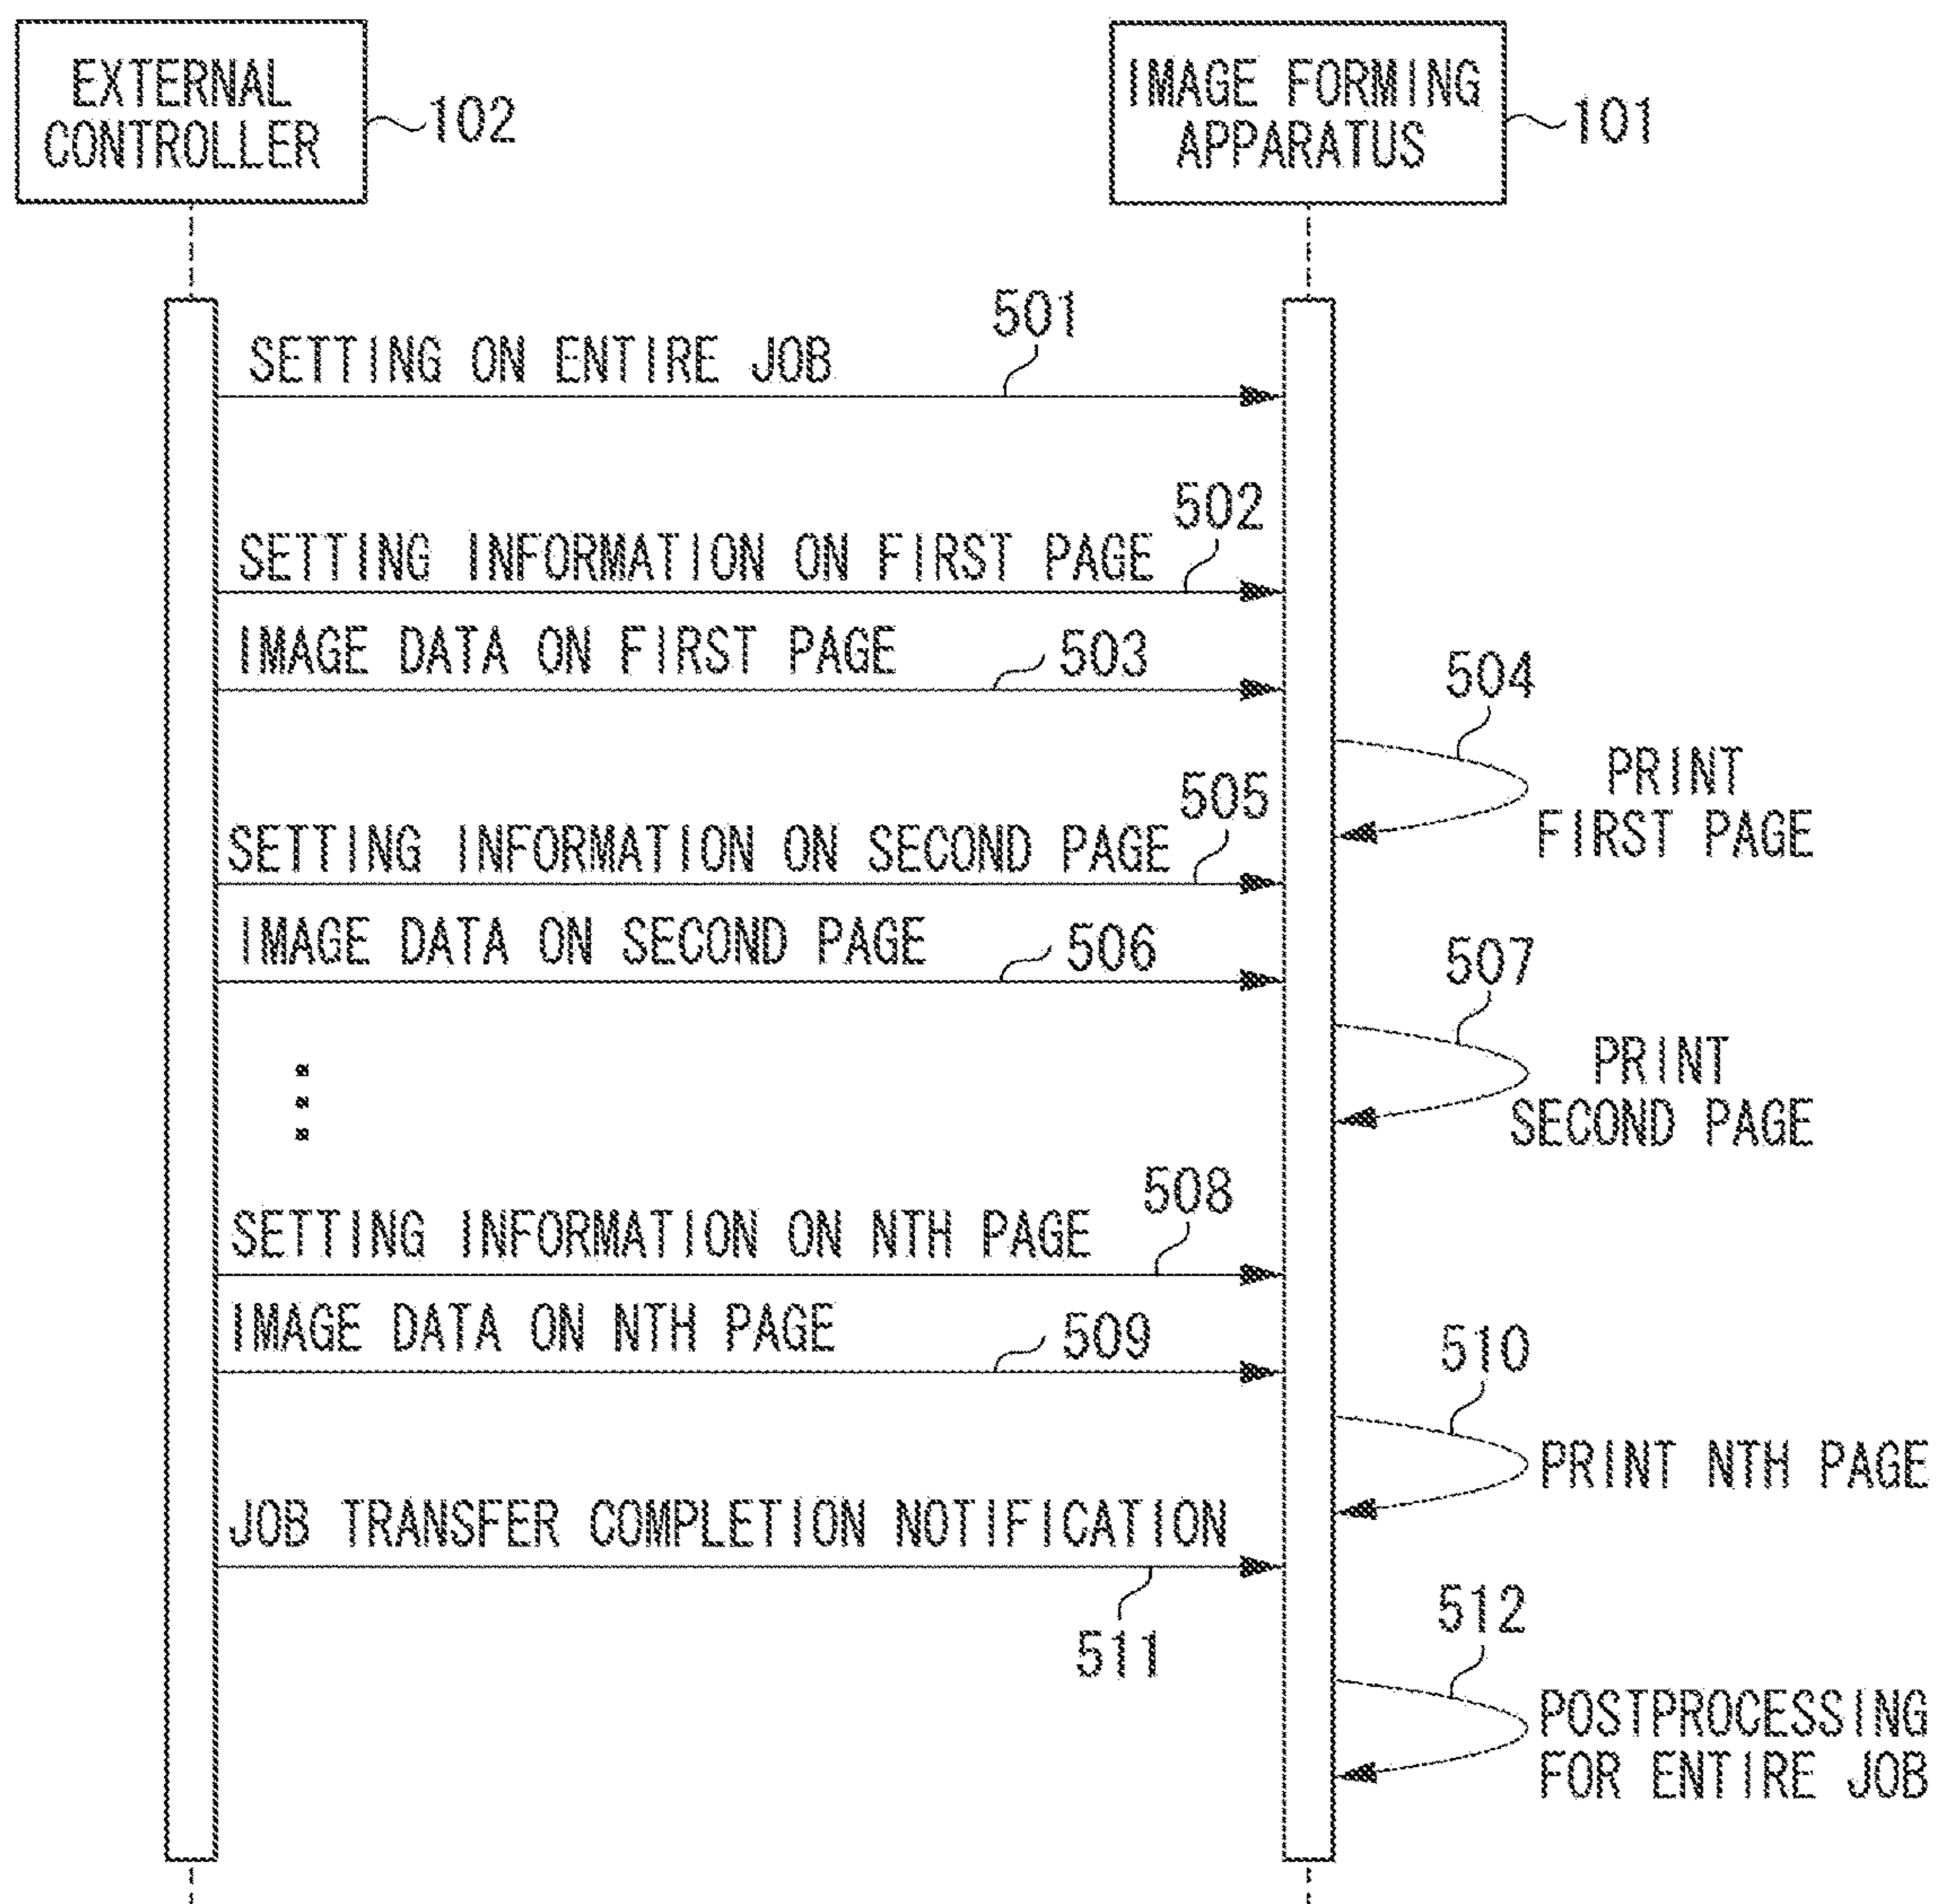 EXTERNAL
CONTROLLER
102
IMAGE FORMING
APPARATUS
101
501
SETTING ON ENTIRE JOB
502
SETTING INFORMATION ON FIRST PAGE
IMAGE DATA ON FIRST PAGE
503
504
PRINT
FIRST PAGE
505
SETTING INFORMATION ON SECOND PAGE
IMAGE DATA ON SECOND PAGE
506
507
PRINT
SECOND PAGE
508
SETTING INFORMATION ON NTH PAGE
IMAGE DATA ON NTH PAGE
509
510
PRINT NTH PAGE
JOB TRANSFER COMPLETION NOTIFICATION
511
512
POSTPROCESSING
FOR ENTIRE JOB